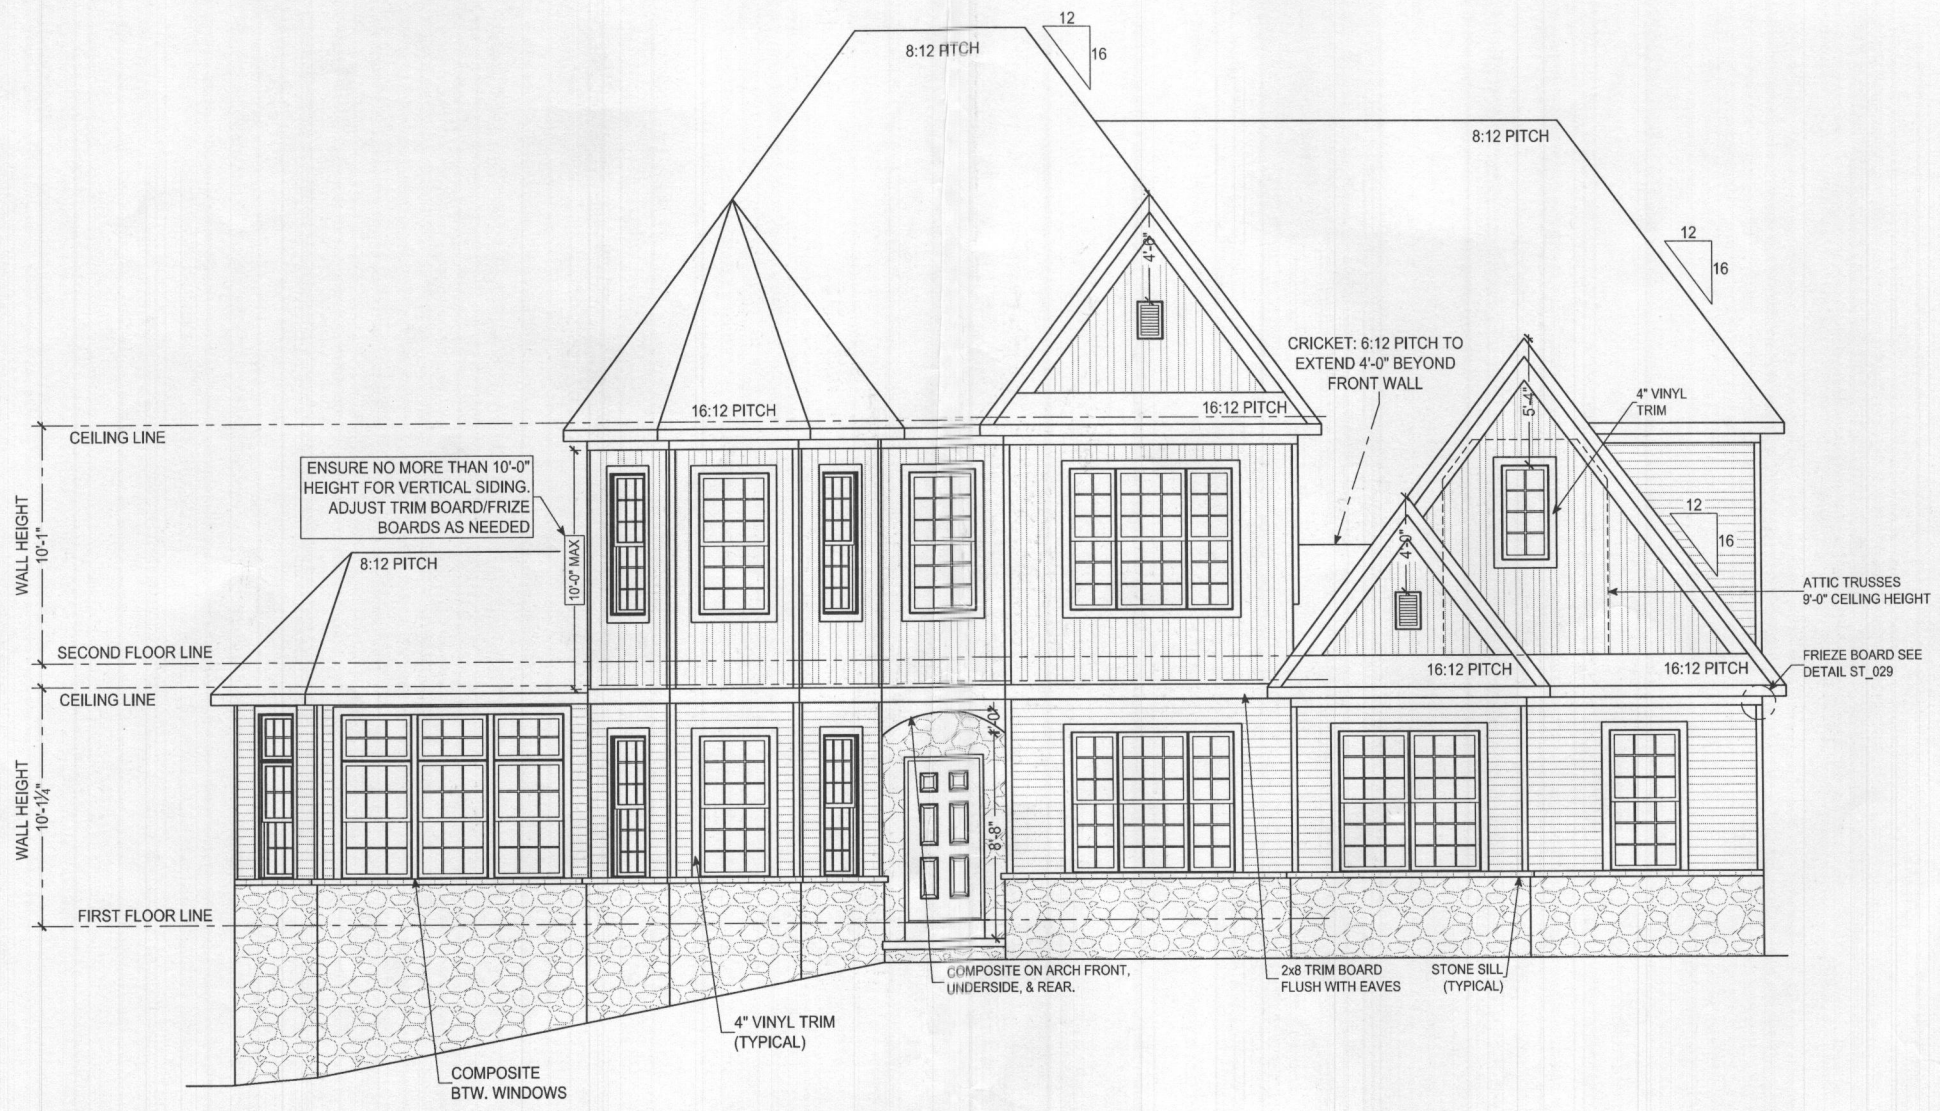 12
16
8:12 PITCH
8:12 PITCH
12
16
4'-6"
CRICKET: 6:12 PITCH TO
EXTEND 4'-0" BEYOND
FRONT WALL
4" VINYL
TRIM
5'-4"
16:12 PITCH
16:12 PITCH
CEILING LINE
ENSURE NO MORE THAN 10'-0"
HEIGHT FOR VERTICAL SIDING.
ADJUST TRIM BOARD/FRIZE
BOARDS AS NEEDED
WALL HEIGHT
10'-1"
10'-0" MAX
8:12 PITCH
12
16
4'-0"
ATTIC TRUSSES
9'-0" CEILING HEIGHT
SECOND FLOOR LINE
16:12 PITCH
16:12 PITCH
FRIEZE BOARD SEE
DETAIL ST_029
CEILING LINE
1'-0"
WALL HEIGHT
10'-1¼"
8'-8"
FIRST FLOOR LINE
COMPOSITE ON ARCH FRONT,
UNDERSIDE, & REAR.
2x8 TRIM BOARD
FLUSH WITH EAVES
STONE SILL
(TYPICAL)
4" VINYL TRIM
(TYPICAL)
COMPOSITE
BTW. WINDOWS